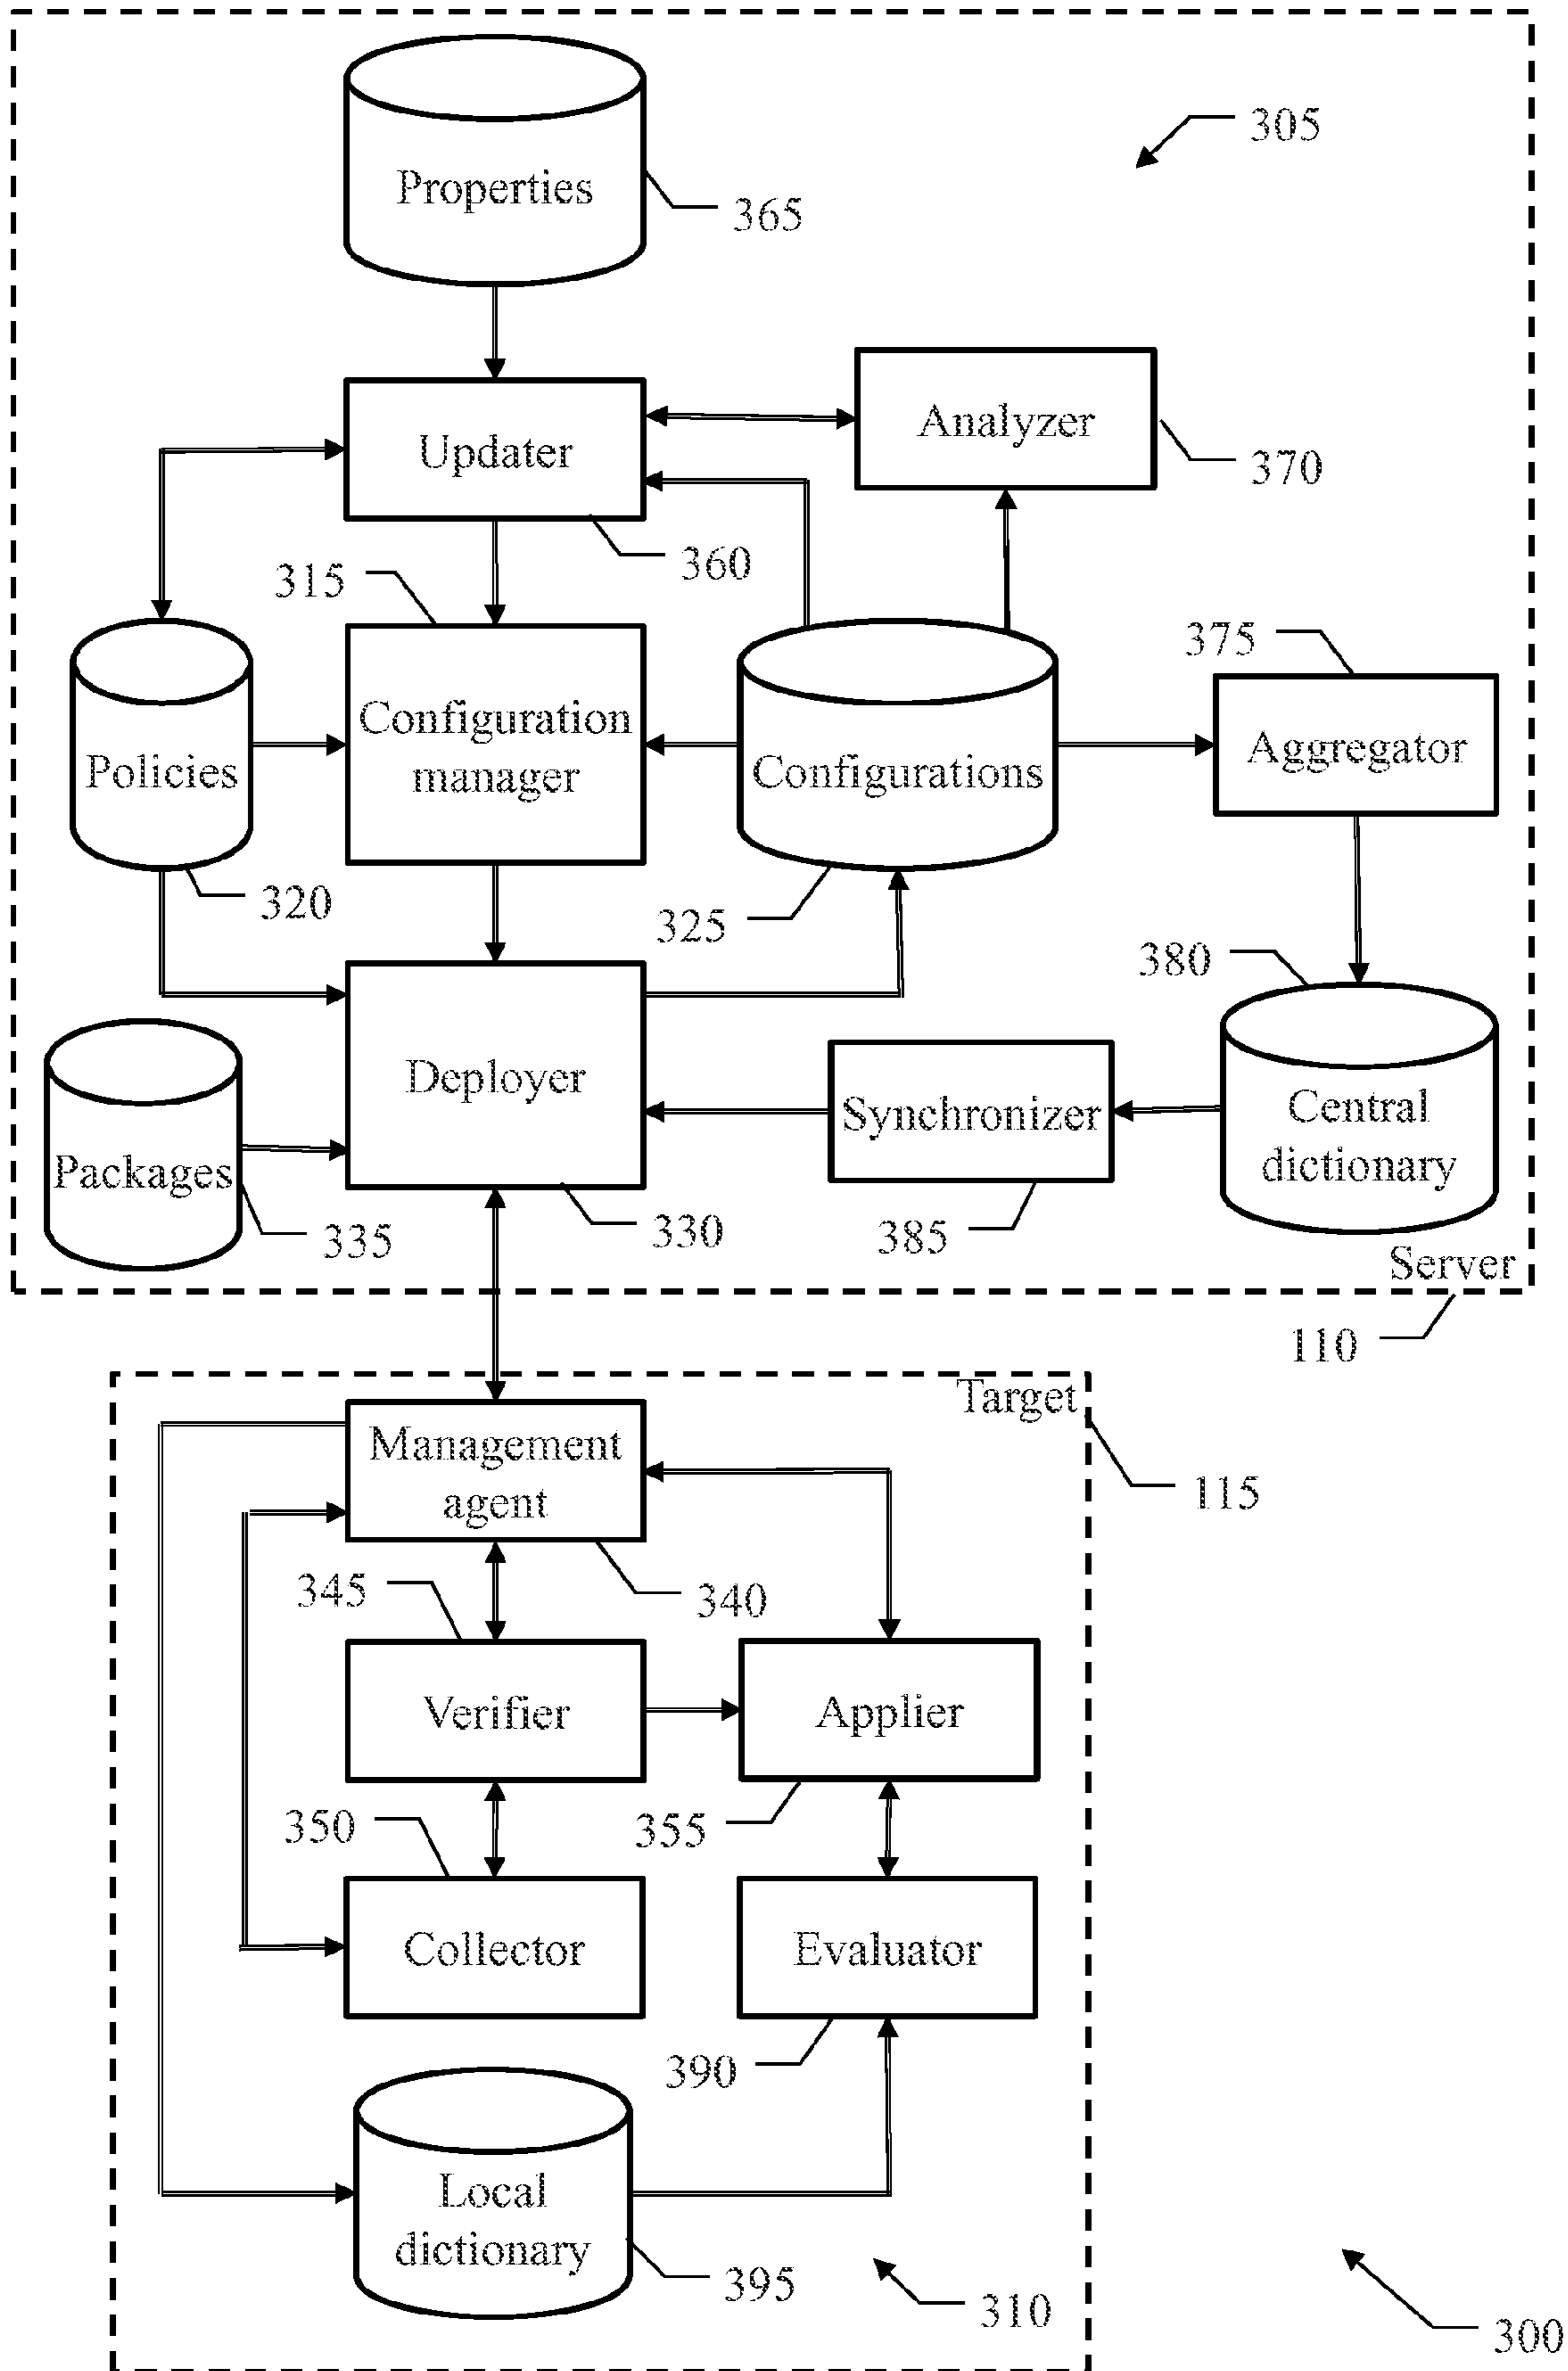 305
Properties
365
Analyzer
Updater
370
360
315
375
Configuration
manager
Policies
Configurations
Aggregator
320
325
380
Deployer
Synchronizer
Central
dictionary
Packages
335
330
385
Server
110
Target
Management
agent
115
345
340
Verifier
Applier
350
355
Collector
Evaluator
390
Local
dictionary
395
310
300